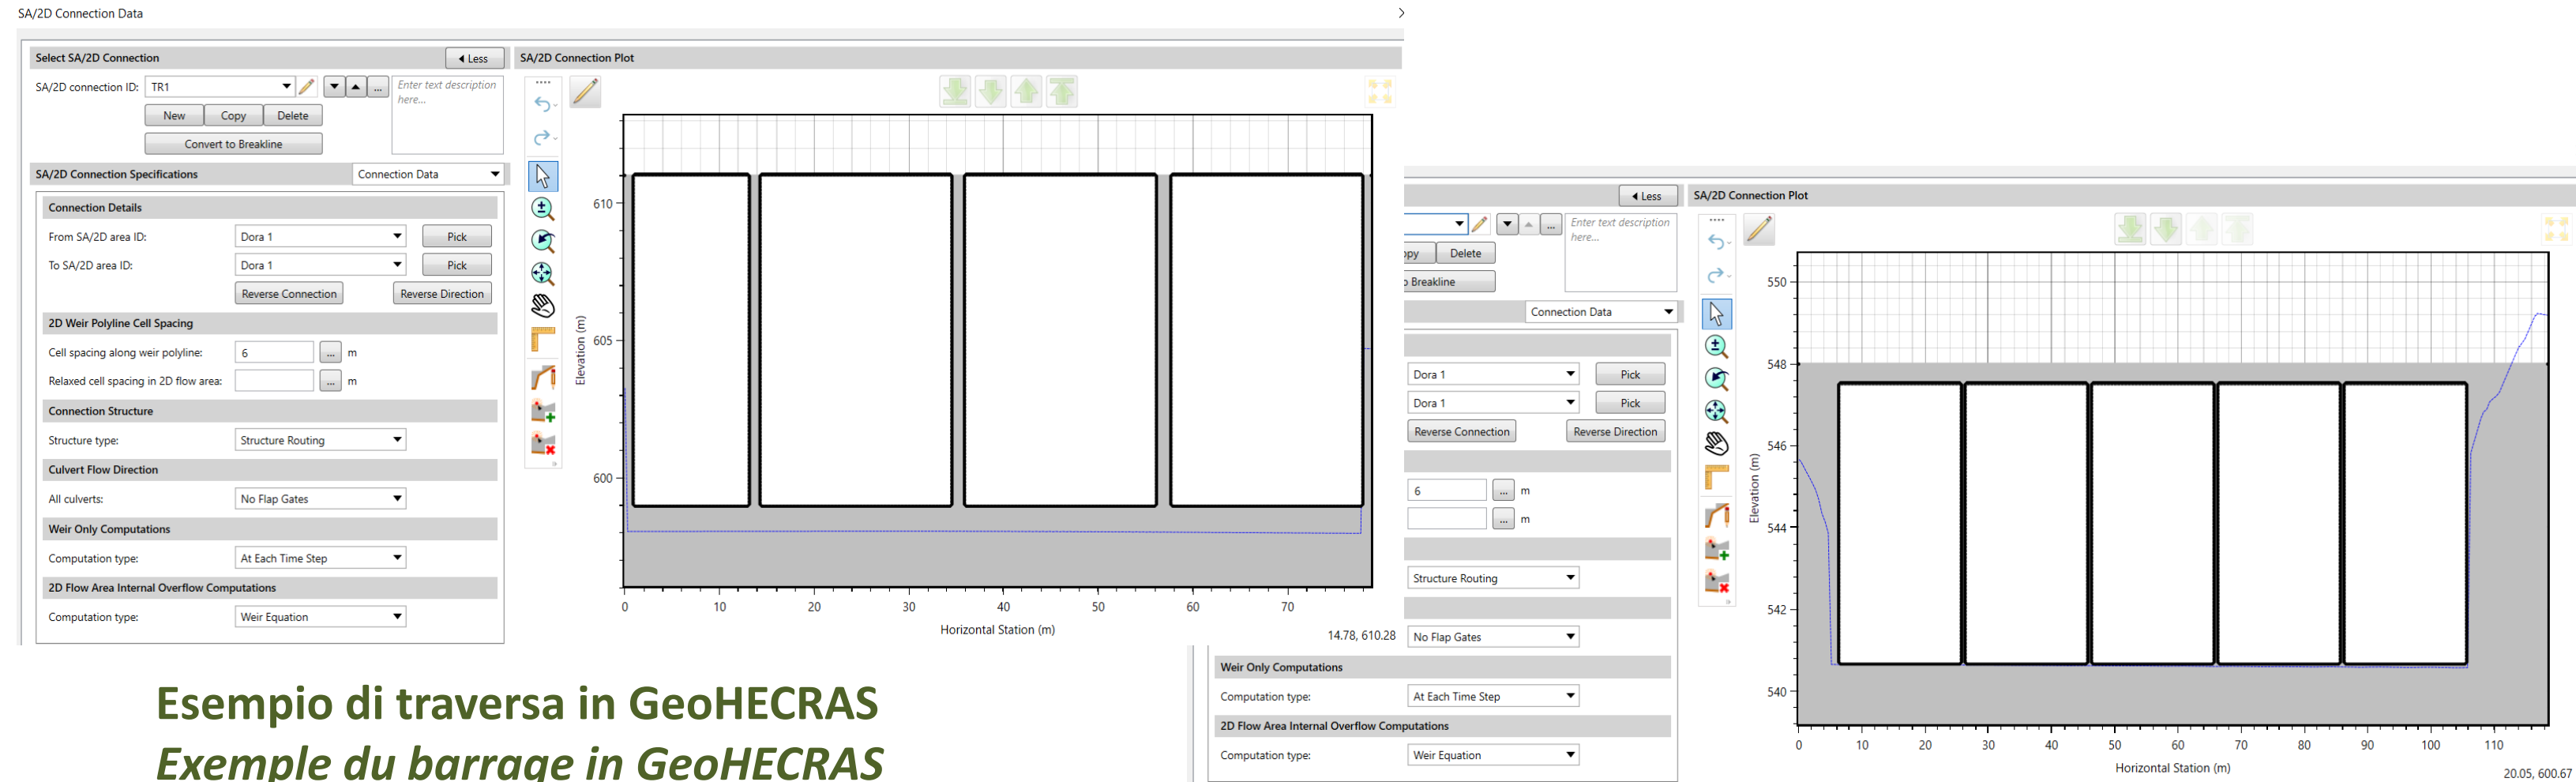 SA/2D Connection Data
Select SA/2D Connection
Less
SA/2D connection ID: TR1
Enter text description here...
New Copy Delete
Convert to Breakline
SA/2D Connection Specifications Connection Data
Connection Details
From SA/2D area ID: Dora 1 Pick
To SA/2D area ID: Dora 1 Pick
Reverse Connection Reverse Direction
2D Weir Polyline Cell Spacing
Cell spacing along weir polyline: 6 ... m
Relaxed cell spacing in 2D flow area: ... m
Connection Structure
Structure type: Structure Routing
Culvert Flow Direction
All culverts: No Flap Gates
Weir Only Computations
Computation type: At Each Time Step
2D Flow Area Internal Overflow Computations
Computation type: Weir Equation
SA/2D Connection Plot
610
605
600
Elevation (m)
0 10 20 30 40 50 60 70
Horizontal Station (m)
14.78, 610.28
Less
Enter text description here...
opy Delete
o Breakline
Connection Data
Dora 1 Pick
Dora 1 Pick
Reverse Connection Reverse Direction
6 ... m
... m
Structure Routing
No Flap Gates
Weir Only Computations
Computation type: At Each Time Step
2D Flow Area Internal Overflow Computations
Computation type: Weir Equation
SA/2D Connection Plot
550
548
546
544
542
540
Elevation (m)
0 10 20 30 40 50 60 70 80 90 100 110
Horizontal Station (m)
20.05, 600.67
Esempio di traversa in GeoHECRAS
Exemple du barrage in GeoHECRAS